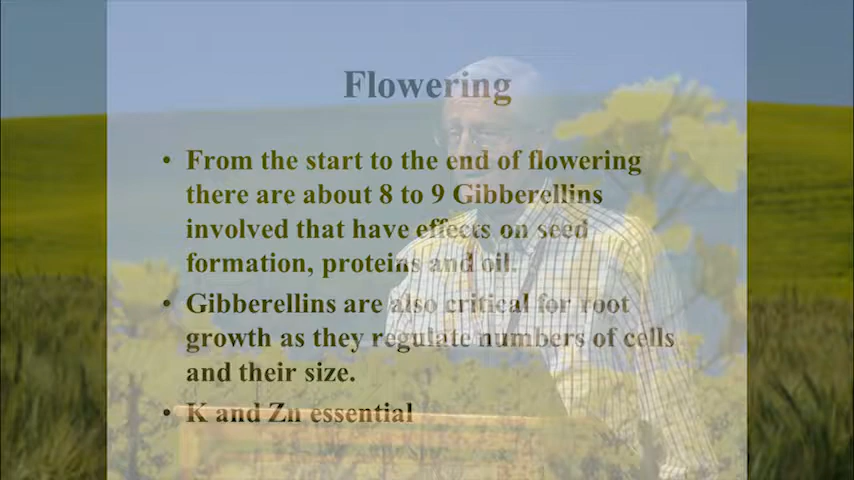 Flowering
• From the start to the end of flowering
there are about 8 to 9 Gibberellins
involved that have effects on seed
formation, proteins and oil.
• Gibberellins are also critical for root
growth as they regulate numbers of cells
and their size.
• K and Zn essential